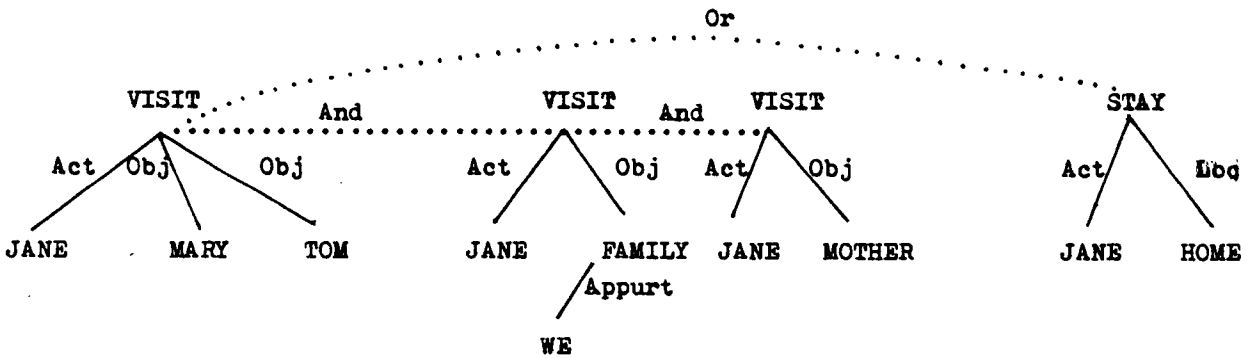 Or
VISIT And VISIT And VISIT STAY
Act Obj Obj Act Obj Act Obj Act
JANE MARY TOM JANE FAMILY JANE MOTHER JANE HOME
Appurt
WE